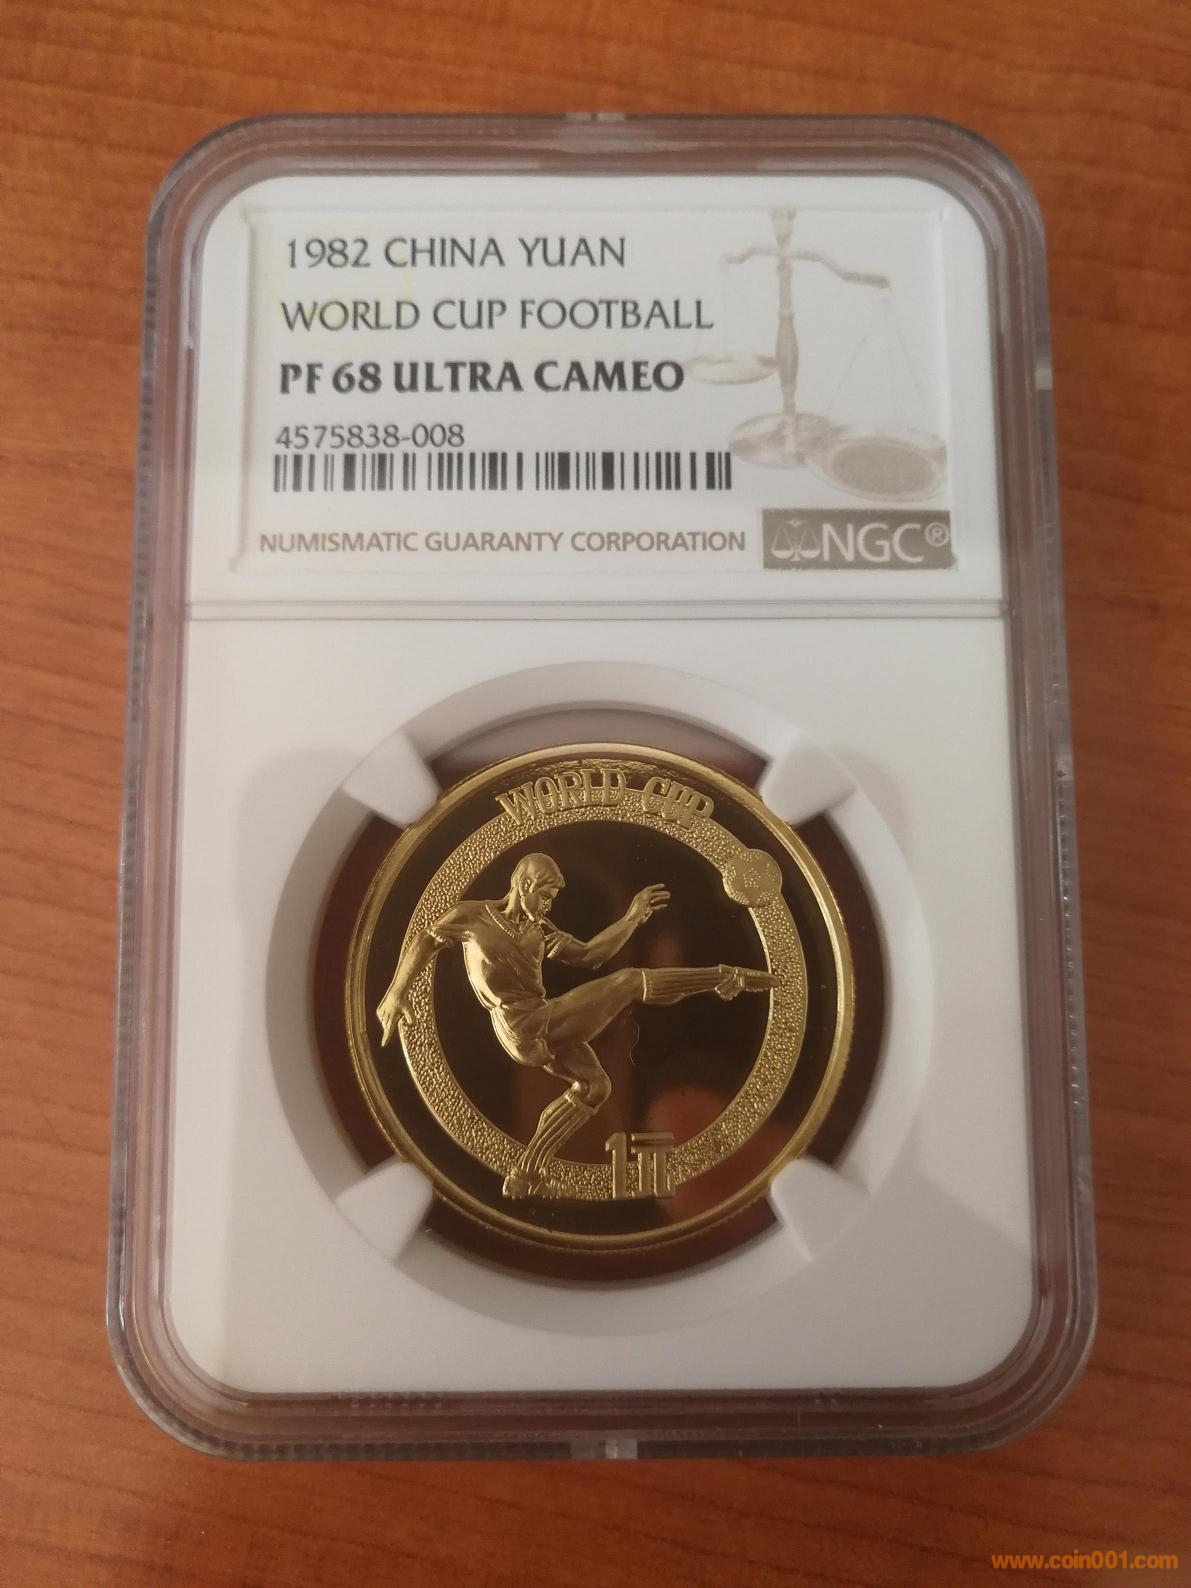 1982 CHINA YUAN
WORLD CUP FOOTBALL
PF 68 ULTRA CAMEO
4575838-008
NUMISMATIC GUARANTY CORPORATION
NGC®
WORLD CUP
1元
www.coin001.com